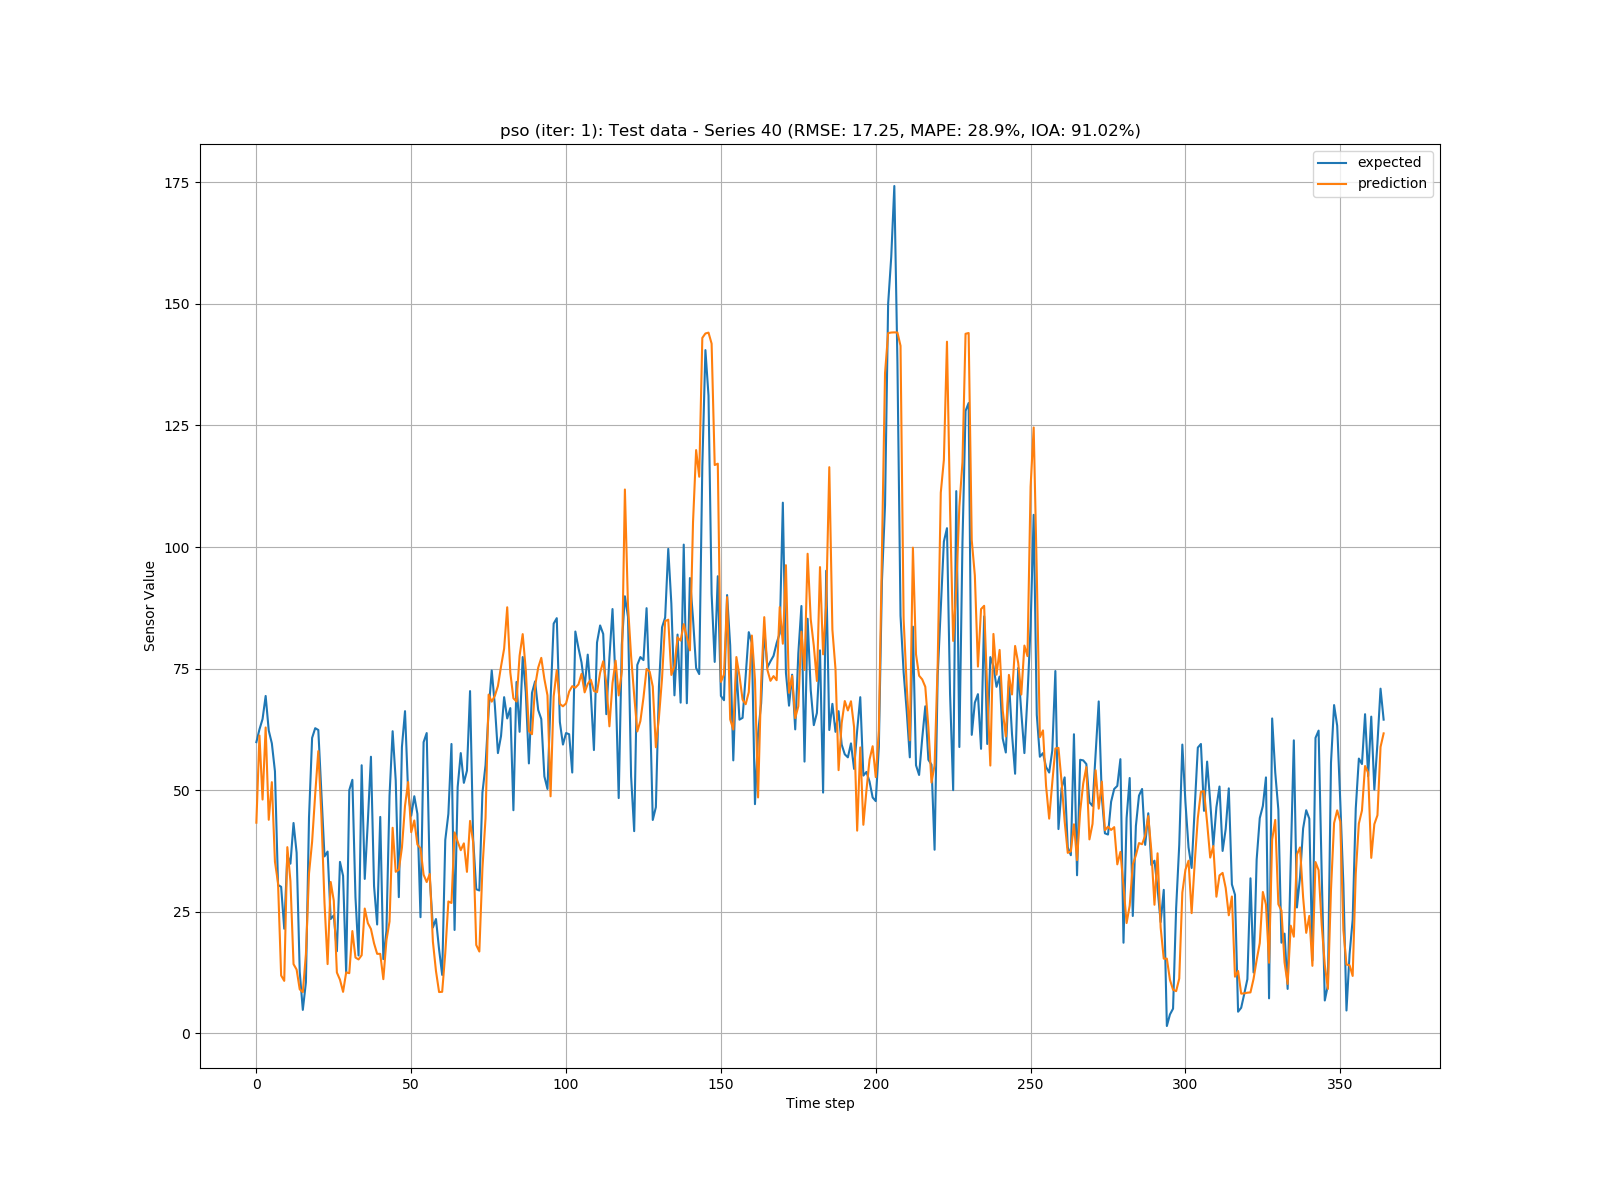 pso (iter: 1): Test data - Series 40 (RMSE: 17.25, MAPE: 28.9%, IOA: 91.02%)
expected
prediction
175
150
125
100
75
50
25
0
Sensor Value
0 50 100 150 200 250 300 350
Time step